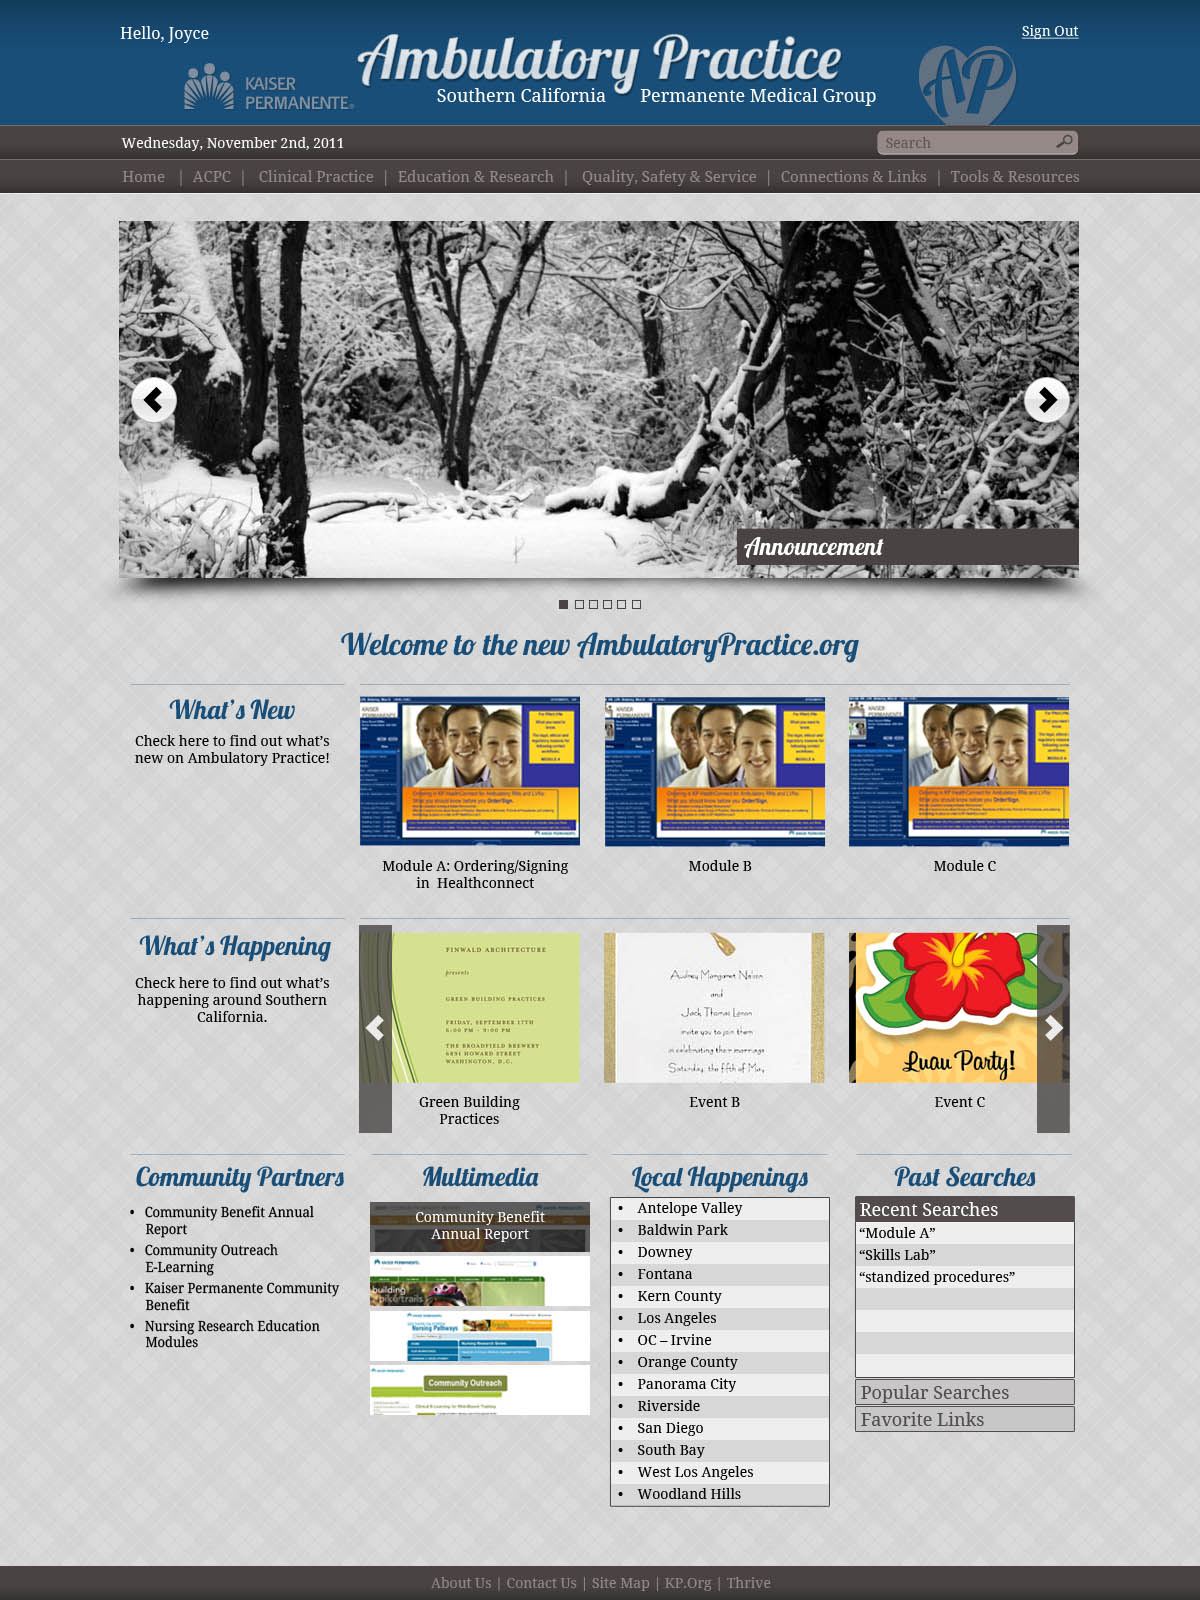 Hello, Joyce
Sign Out
Ambulatory Practice
KAISER
PERMANENTE®
Southern California Permanente Medical Group
AP
Wednesday, November 2nd, 2011
Search
Home | ACPC | Clinical Practice | Education & Research | Quality, Safety & Service | Connections & Links | Tools & Resources
Announcement
Welcome to the new AmbulatoryPractice.org
What's New
Check here to find out what's
new on Ambulatory Practice!
Module A: Ordering/Signing
in Healthconnect
Module B
Module C
What's Happening
Check here to find out what's
happening around Southern
California.
FINWALD ARCHITECTURE
presents
GREEN BUILDING PRACTICES
FRIDAY, SEPTEMBER 17TH
6:00 PM - 9:00 PM
THE BROADFIELD BREWERY
6891 HOWARD STREET
WASHINGTON, D.C.
Audrey Margaret Nelson
and
Jack Thomas Lenon
invite you to join them
in celebrating their marriage
Saturday, the fifth of May
Luau Party!
Green Building
Practices
Event B
Event C
Community Partners
• Community Benefit Annual
Report
• Community Outreach
E-Learning
• Kaiser Permanente Community
Benefit
• Nursing Research Education
Modules
Multimedia
Community Benefit
Annual Report
building
bike trails
Nursing Pathways
Community Outreach
Local Happenings
• Antelope Valley
• Baldwin Park
• Downey
• Fontana
• Kern County
• Los Angeles
• OC – Irvine
• Orange County
• Panorama City
• Riverside
• San Diego
• South Bay
• West Los Angeles
• Woodland Hills
Past Searches
Recent Searches
“Module A”
“Skills Lab”
“standized procedures”
Popular Searches
Favorite Links
About Us | Contact Us | Site Map | KP.Org | Thrive